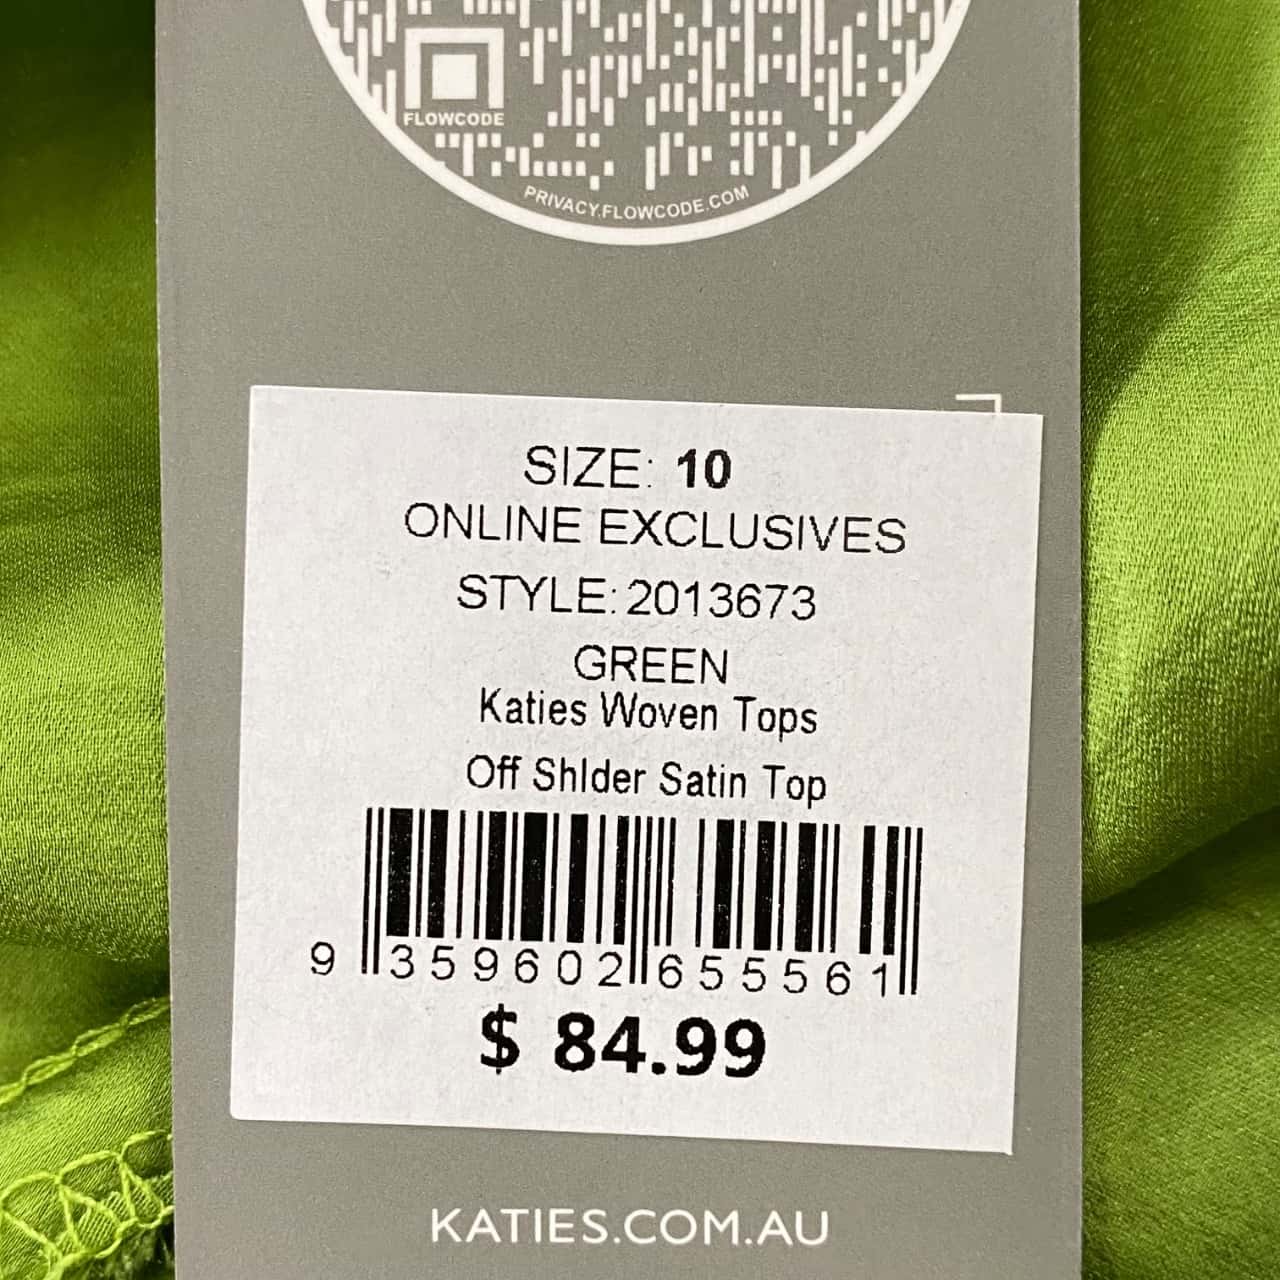 FLOWCODE
PRIVACY.FLOWCODE.COM
SIZE: 10
ONLINE EXCLUSIVES
STYLE: 2013673
GREEN
Katies Woven Tops
Off Shlder Satin Top
9 359602 655561
$ 84.99
KATIES.COM.AU